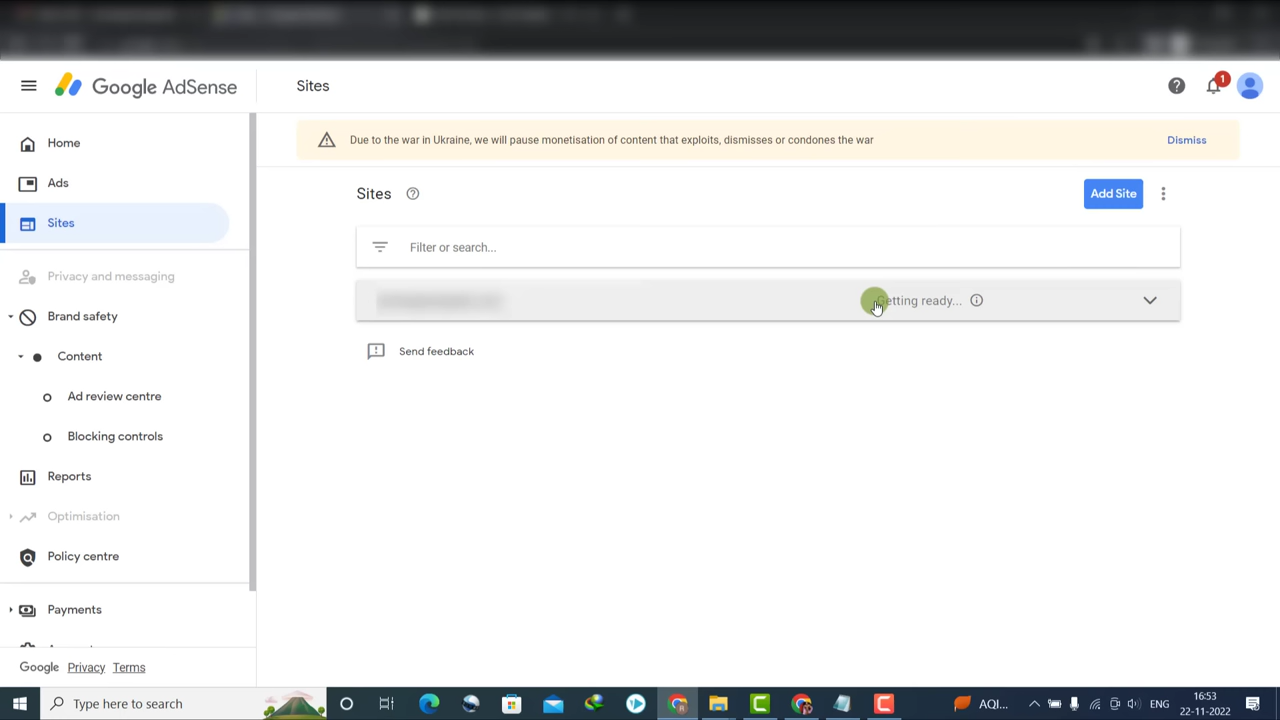 Google AdSense
Sites
1
Home
Ads
Sites
Privacy and messaging
Brand safety
Content
Ad review centre
Blocking controls
Reports
Optimisation
Policy centre
Payments
Google Privacy Terms
Due to the war in Ukraine, we will pause monetisation of content that exploits, dismisses or condones the war
Dismiss
Sites
Add Site
Filter or search...
Getting ready...
Send feedback
Type here to search
AQI...
ENG
16:53
22-11-2022